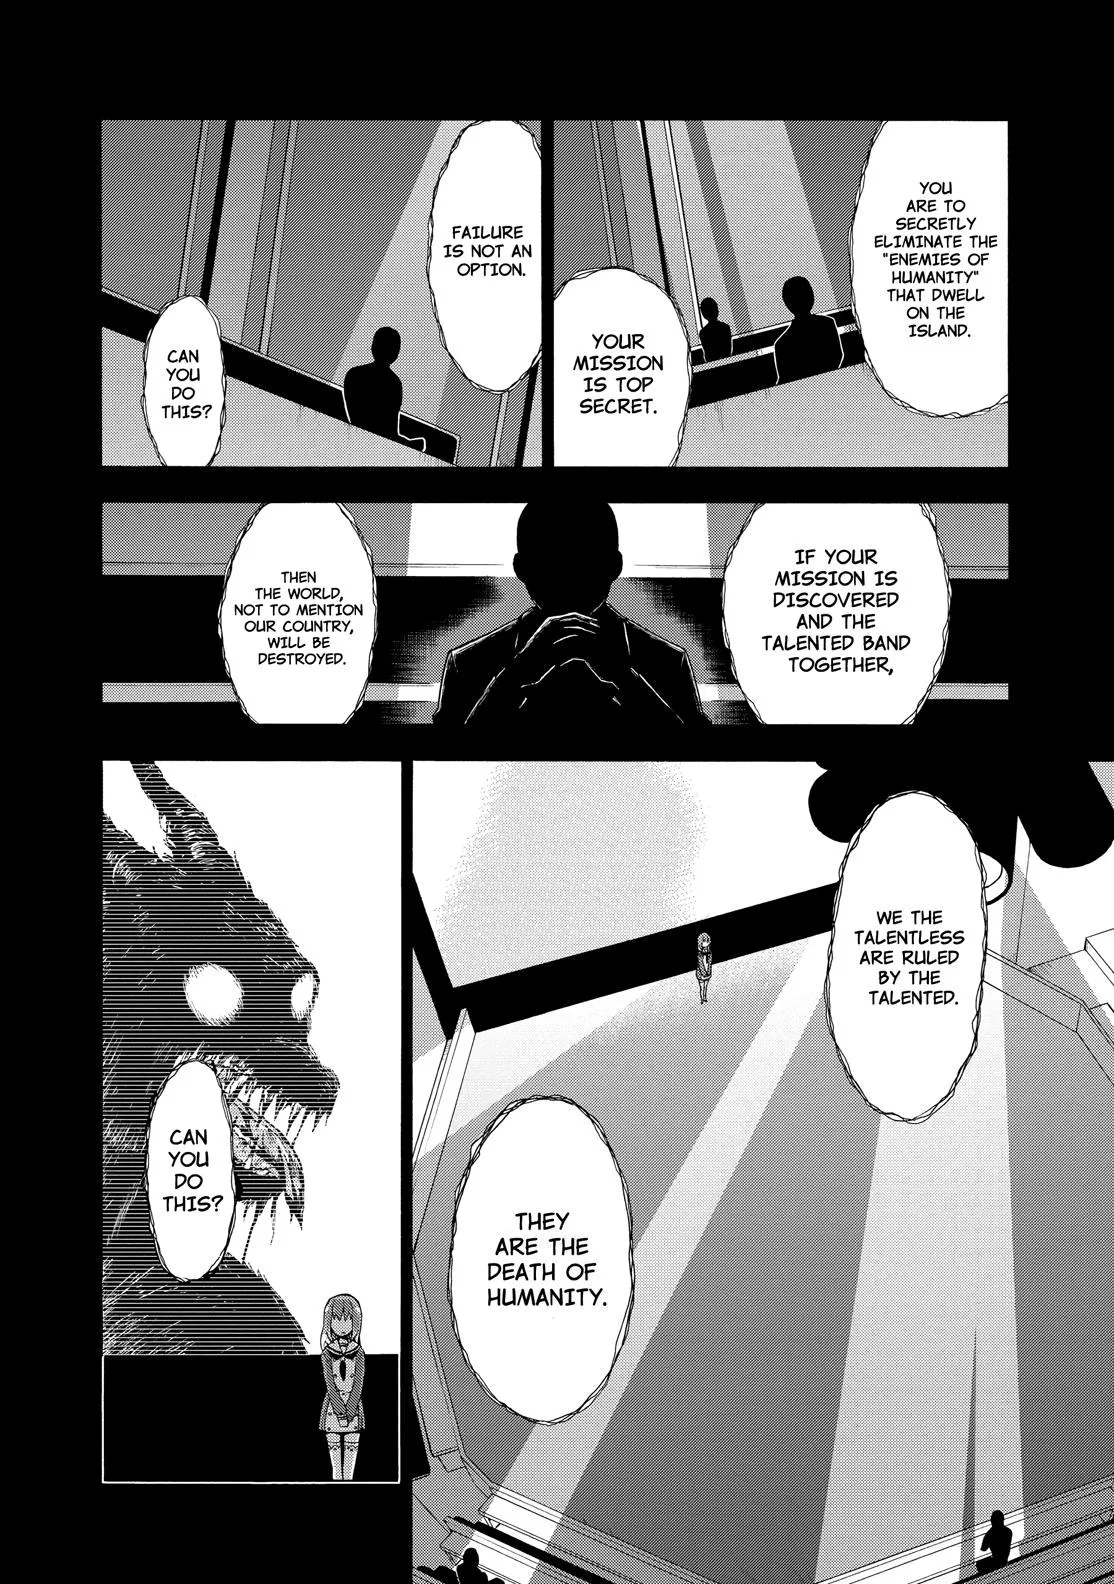 YOU
ARE TO
SECRETLY
ELIMINATE THE
"ENEMIES OF
HUMANITY"
THAT DWELL
ON THE
ISLAND.
YOUR
MISSION
IS TOP
SECRET.
FAILURE
IS NOT AN
OPTION.
CAN
YOU
DO
THIS?
IF YOUR
MISSION IS
DISCOVERED
AND THE
TALENTED BAND
TOGETHER,
THEN
THE WORLD,
NOT TO MENTION
OUR COUNTRY,
WILL BE
DESTROYED.
WE THE
TALENTLESS
ARE RULED
BY THE
TALENTED.
THEY
ARE THE
DEATH OF
HUMANITY.
CAN
YOU
DO
THIS?